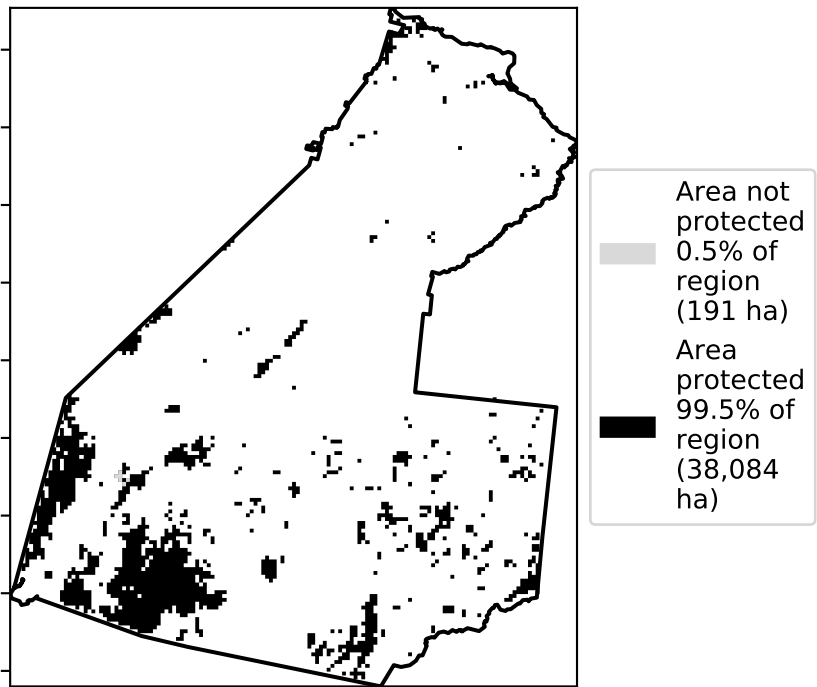 Area not
protected
0.5% of
region
(191 ha)
Area
protected
99.5% of
region
(38,084
ha)